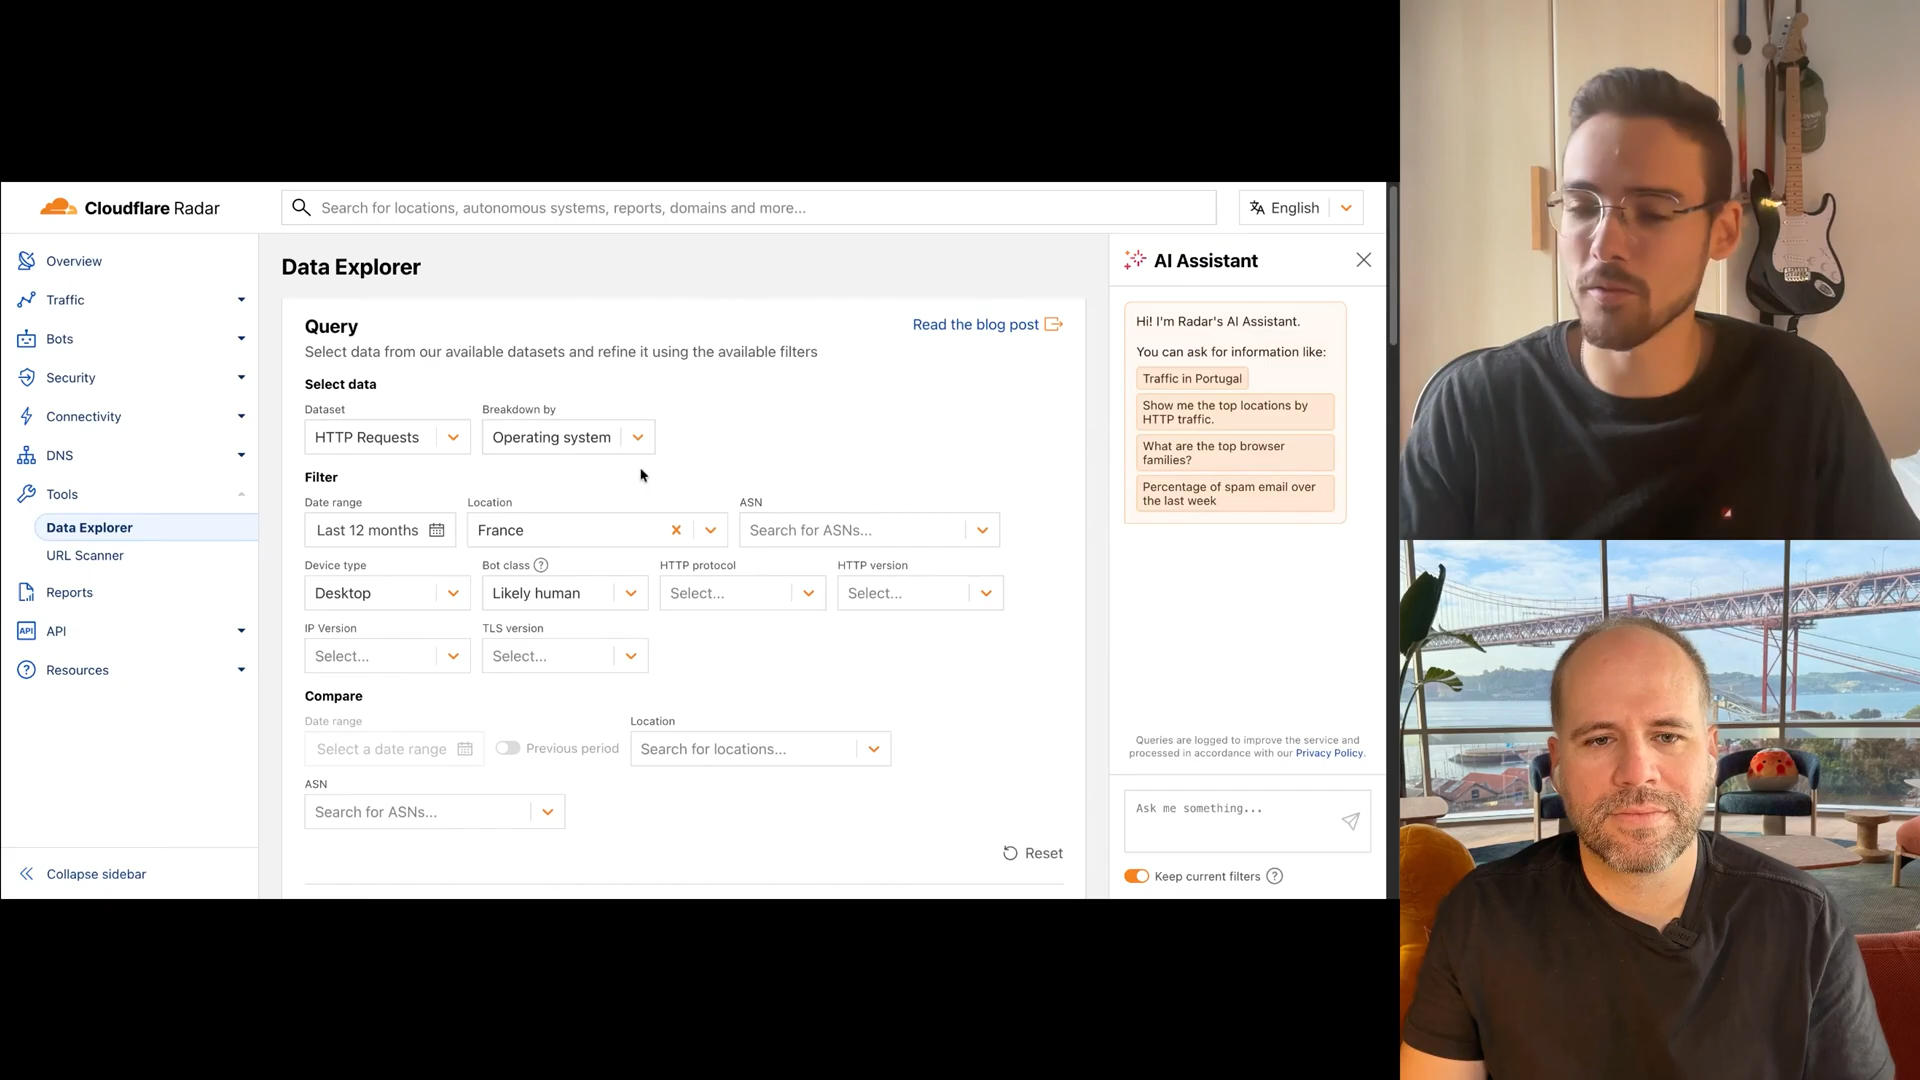 Cloudflare Radar
Search for locations, autonomous systems, reports, domains and more...
English
Overview
Traffic
Bots
Security
Connectivity
DNS
Tools
Data Explorer
URL Scanner
Reports
API
API
Resources
Collapse sidebar
Data Explorer
Query
Read the blog post
Select data from our available datasets and refine it using the available filters
Select data
Dataset
Breakdown by
HTTP Requests
Operating system
Filter
Date range
Location
ASN
Last 12 months
France
Search for ASNs...
Device type
Bot class ?
HTTP protocol
HTTP version
Desktop
Likely human
Select...
Select...
IP Version
TLS version
Select...
Select...
Compare
Date range
Location
Select a date range
Previous period
Search for locations...
ASN
Search for ASNs...
Reset
AI Assistant
Hi! I'm Radar's AI Assistant.
You can ask for information like:
Traffic in Portugal
Show me the top locations by
HTTP traffic.
What are the top browser
families?
Percentage of spam email over
the last week
Queries are logged to improve the service and
processed in accordance with our Privacy Policy.
Ask me something...
Keep current filters ?